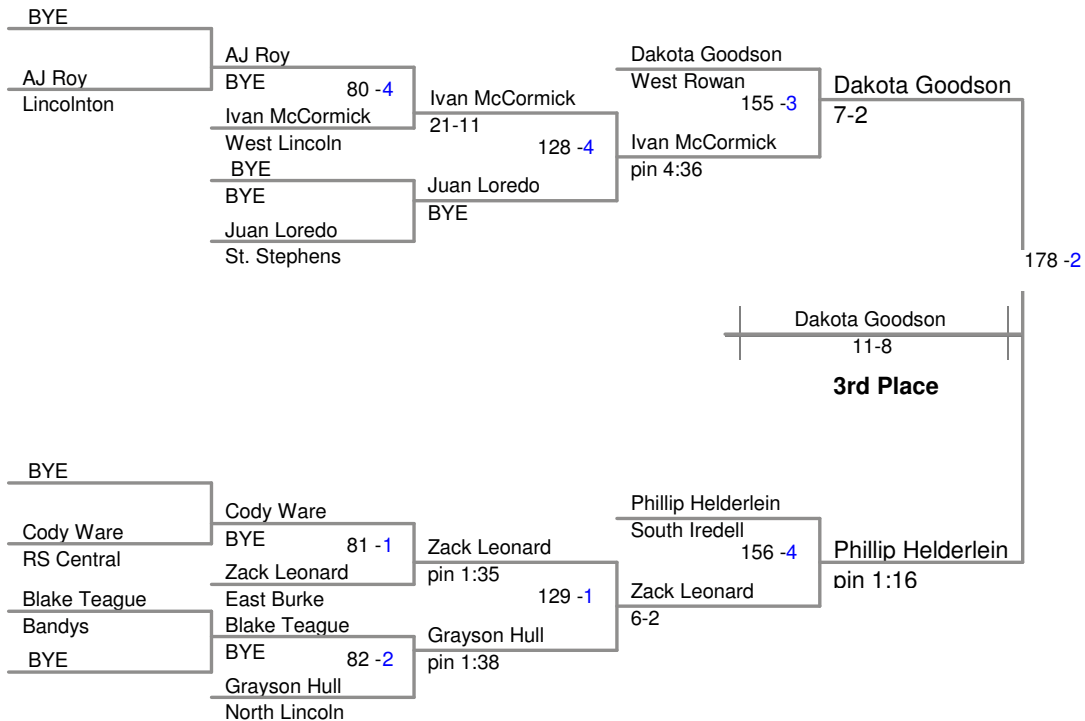 BYE
AJ Roy
Lincolnton
AJ Roy
BYE
80 -4
Ivan McCormick
West Lincoln
BYE
BYE
Juan Loredo
St. Stephens
Ivan McCormick
21-11
128 -4
Juan Loredo
BYE
Dakota Goodson
West Rowan
155 -3
Ivan McCormick
pin 4:36
Dakota Goodson
7-2
178 -2
Dakota Goodson
11-8
3rd Place
BYE
Cody Ware
RS Central
Blake Teague
Bandys
BYE
Cody Ware
BYE
81 -1
Zack Leonard
East Burke
Blake Teague
BYE
82 -2
Grayson Hull
North Lincoln
Zack Leonard
pin 1:35
129 -1
Grayson Hull
pin 1:38
Phillip Helderlein
South Iredell
156 -4
Zack Leonard
6-2
Phillip Helderlein
pin 1:16